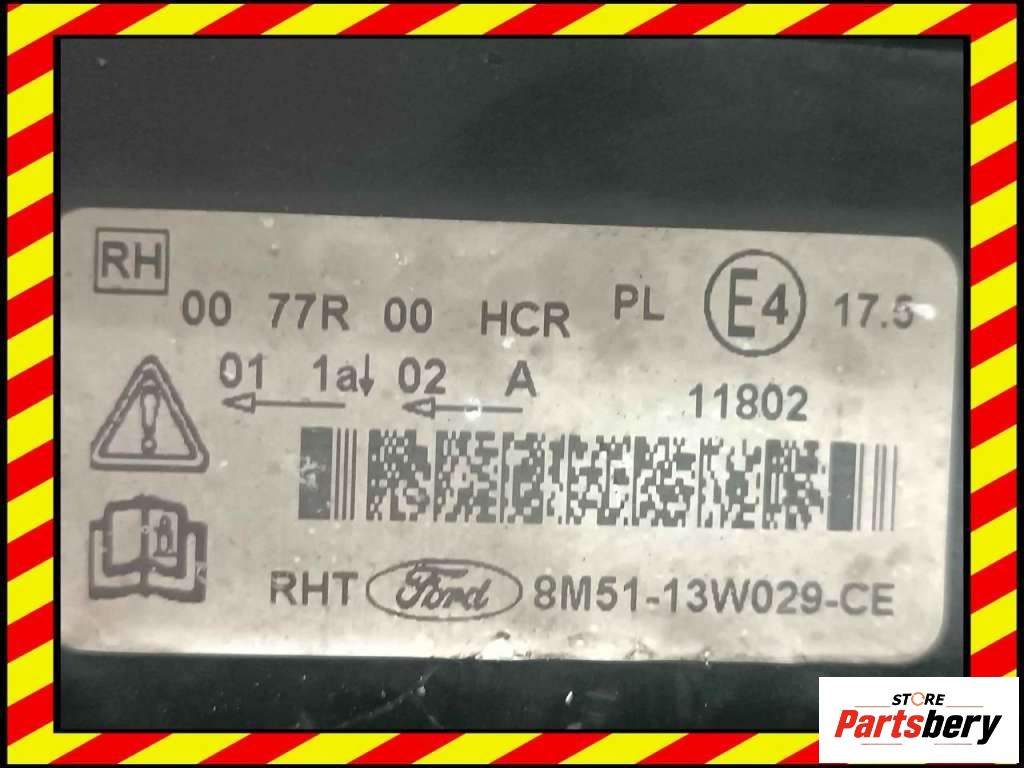 RH
00 77R 00 HCR PL E4 17.5
01 1a↓ 02 A
11802
RHT Ford 8M51-13W029-CE
STORE
Partsbery